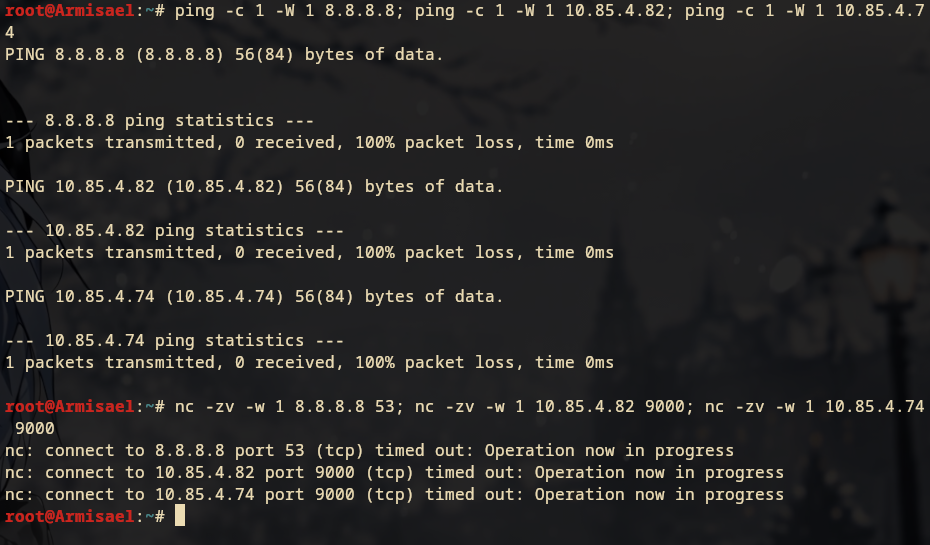 root@Armisael:~# ping -c 1 -W 1 8.8.8.8; ping -c 1 -W 1 10.85.4.82; ping -c 1 -W 1 10.85.4.7
4
PING 8.8.8.8 (8.8.8.8) 56(84) bytes of data.
--- 8.8.8.8 ping statistics ---
1 packets transmitted, 0 received, 100% packet loss, time 0ms
PING 10.85.4.82 (10.85.4.82) 56(84) bytes of data.
--- 10.85.4.82 ping statistics ---
1 packets transmitted, 0 received, 100% packet loss, time 0ms
PING 10.85.4.74 (10.85.4.74) 56(84) bytes of data.
--- 10.85.4.74 ping statistics ---
1 packets transmitted, 0 received, 100% packet loss, time 0ms
root@Armisael:~# nc -zv -w 1 8.8.8.8 53; nc -zv -w 1 10.85.4.82 9000; nc -zv -w 1 10.85.4.74
 9000
nc: connect to 8.8.8.8 port 53 (tcp) timed out: Operation now in progress
nc: connect to 10.85.4.82 port 9000 (tcp) timed out: Operation now in progress
nc: connect to 10.85.4.74 port 9000 (tcp) timed out: Operation now in progress
root@Armisael:~#